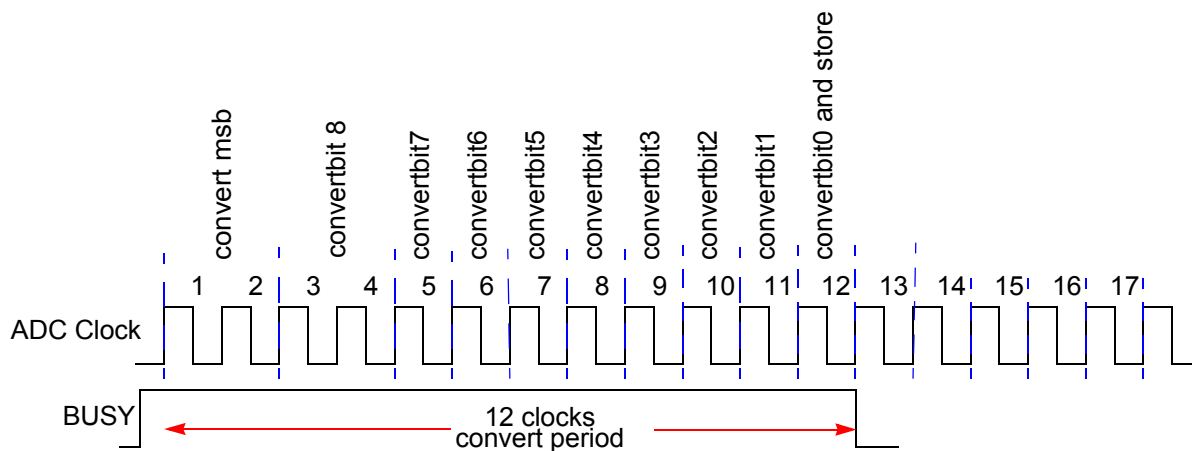 convert msb
convertbit 8
convertbit7
convertbit6
convertbit5
convertbit4
convertbit3
convertbit2
convertbit1
convertbit0 and store
1 2 3 4 5 6 7 8 9 10 11 12 13 14 15 16 17
ADC Clock
BUSY
12 clocks
convert period